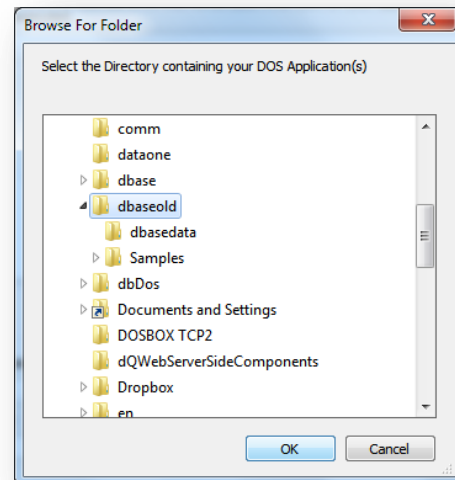 Browse For Folder
Select the Directory containing your DOS Application(s)
comm
dataone
dbase
dbaseold
dbasedata
Samples
dbDos
Documents and Settings
DOSBOX TCP2
dQWebServerSideComponents
Dropbox
en
OK
Cancel